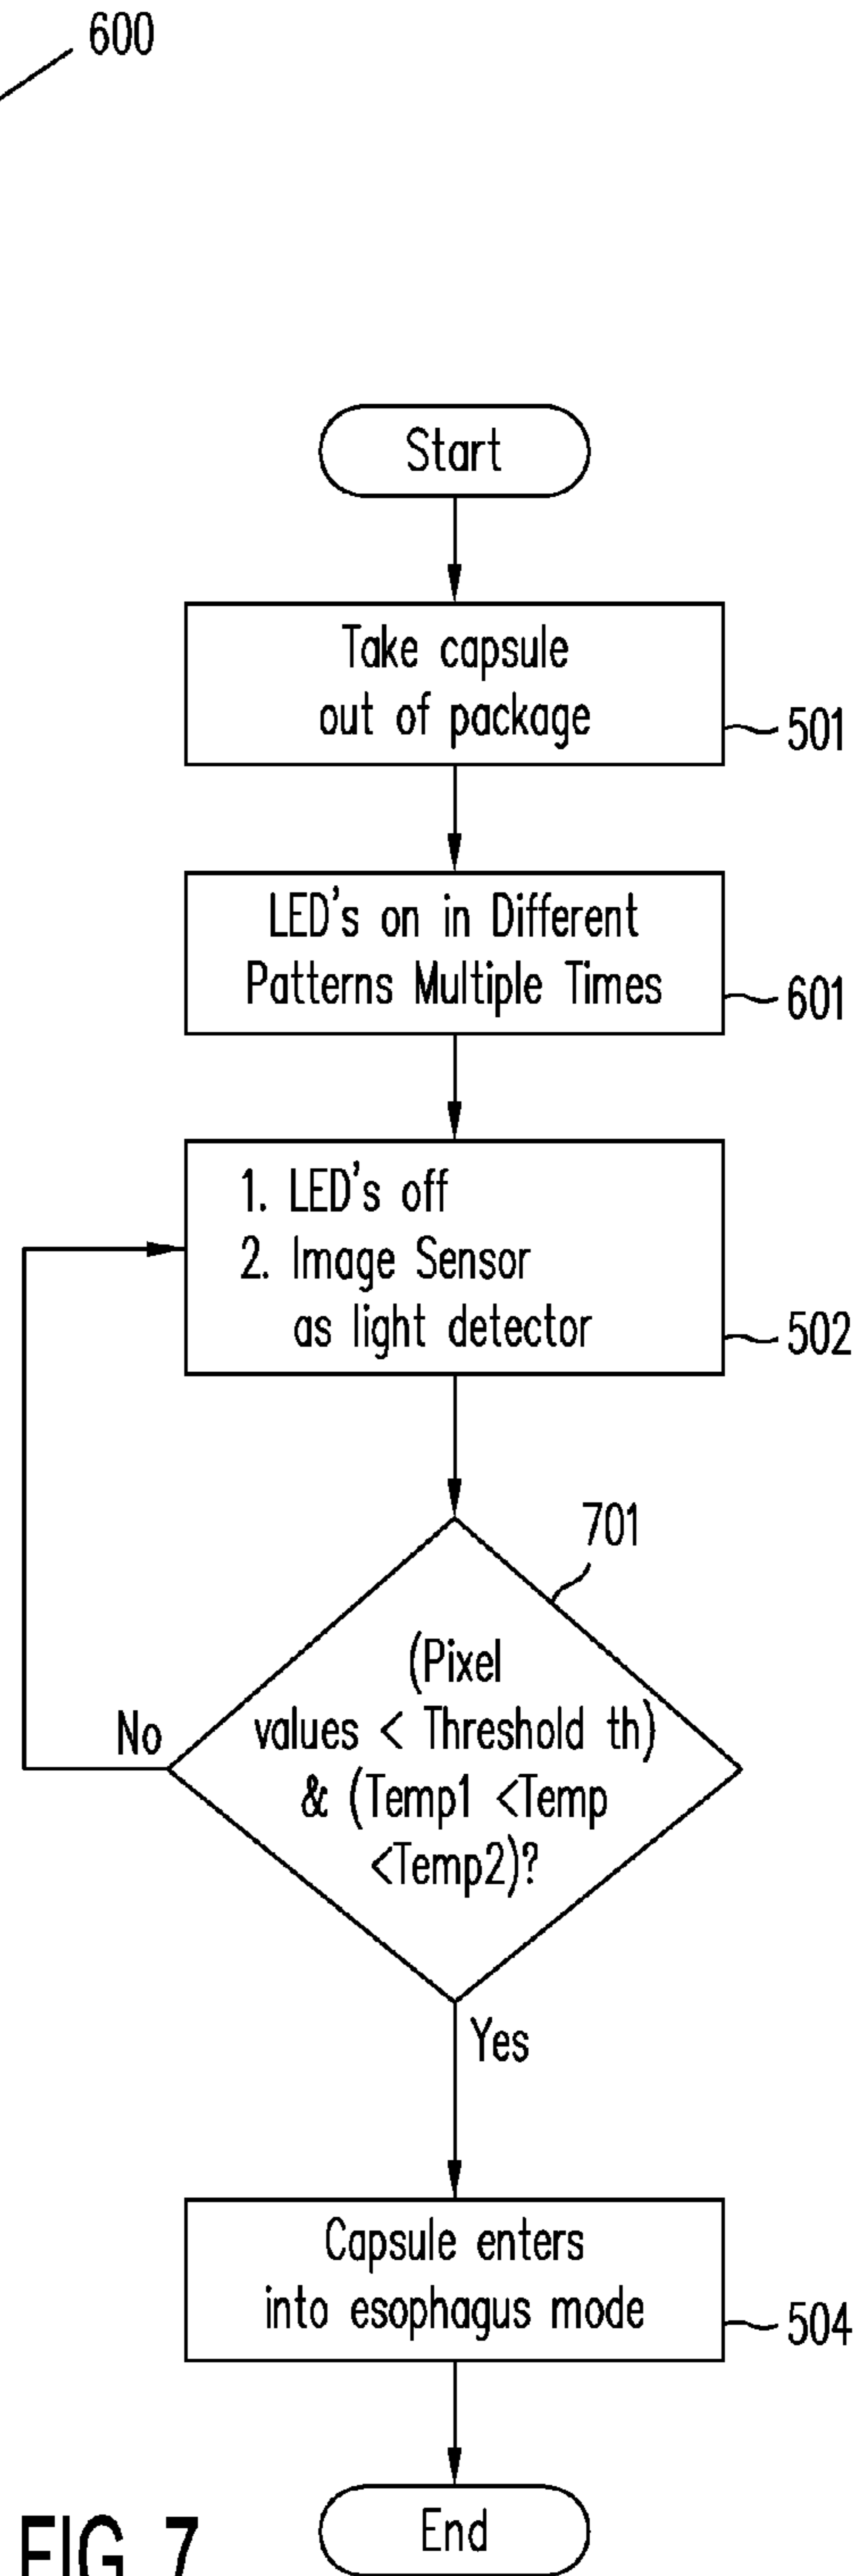 600
Start
Take capsule
out of package
501
LED's on in Different
Patterns Multiple Times
601
1. LED's off
2. Image Sensor
as light detector
502
701
(Pixel
values < Threshold th)
& (Temp1 <Temp
<Temp2)?
No
Yes
Capsule enters
into esophagus mode
504
End
FIG. 7